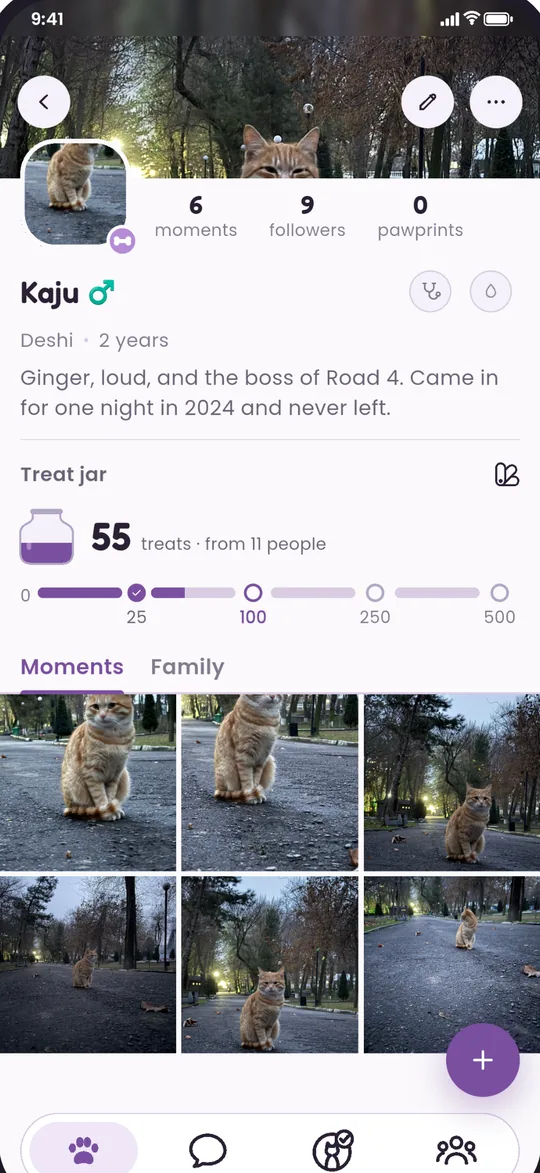 9:41
6
moments
9
followers
0
pawprints
Kaju
Deshi • 2 years
Ginger, loud, and the boss of Road 4. Came in
for one night in 2024 and never left.
Treat jar
55 treats · from 11 people
0
25
100
250
500
Moments
Family